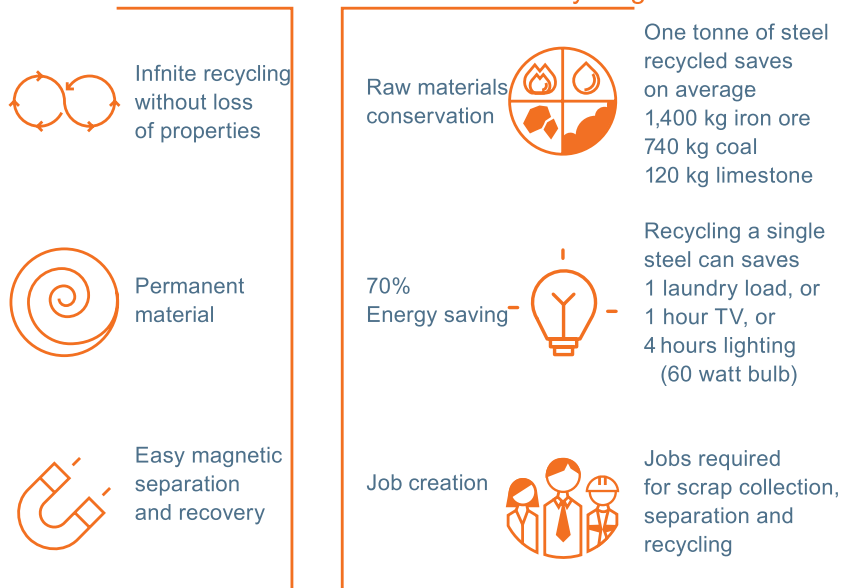 Infnite recycling
without loss
of properties
Permanent
material
Easy magnetic
separation
and recovery
Raw materials
conservation
One tonne of steel
recycled saves
on average
1,400 kg iron ore
740 kg coal
120 kg limestone
70%
Energy saving
Recycling a single
steel can saves
1 laundry load, or
1 hour TV, or
4 hours lighting
(60 watt bulb)
Job creation
Jobs required
for scrap collection,
separation and
recycling